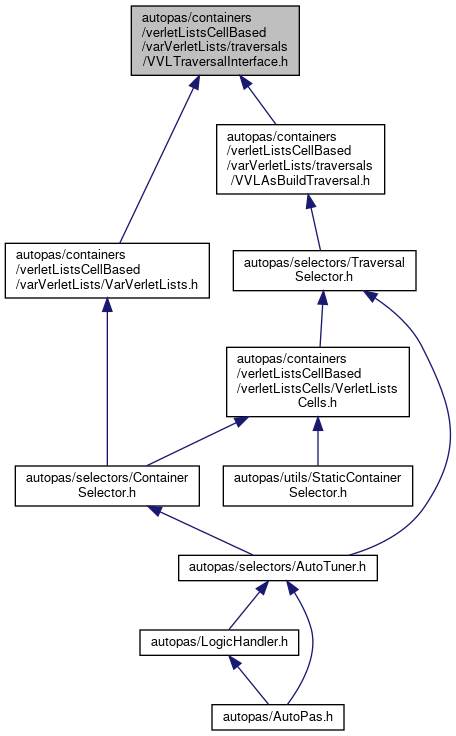 autopas/containers
/verletListsCellBased
/varVerletLists/traversals
/VVLTraversalInterface.h
autopas/containers
/verletListsCellBased
/varVerletLists/traversals
/VVLAsBuildTraversal.h
autopas/containers
/verletListsCellBased
/varVerletLists/VarVerletLists.h
autopas/selectors/Traversal
Selector.h
autopas/containers
/verletListsCellBased
/verletListsCells/VerletLists
Cells.h
autopas/selectors/Container
Selector.h
autopas/utils/StaticContainer
Selector.h
autopas/selectors/AutoTuner.h
autopas/LogicHandler.h
autopas/AutoPas.h